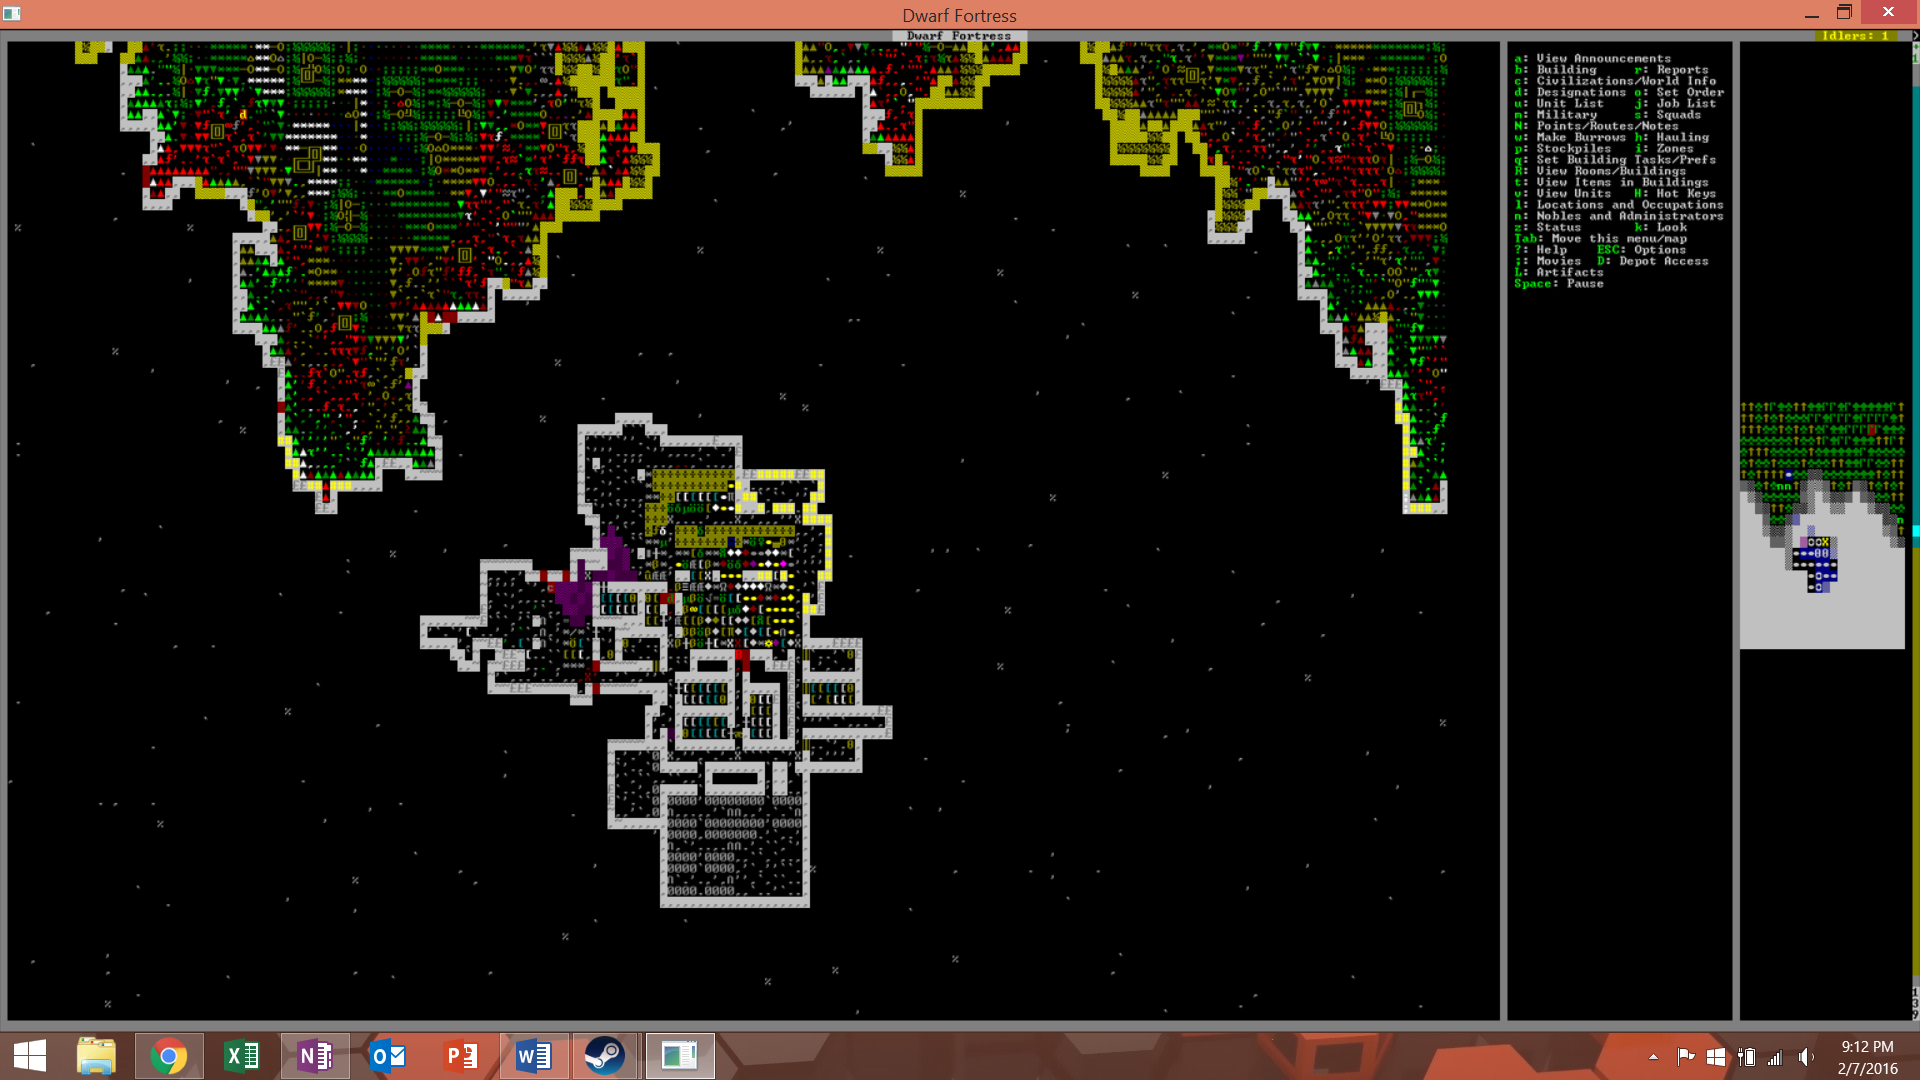 Dwarf Fortress
Dwarf Fortress
Idlers: 1
a: View Announcements
b: Building r: Reports
c: Civilizations/World Info
d: Designations o: Set Order
u: Unit List j: Job List
m: Military s: Squads
N: Points/Routes/Notes
w: Make Burrows h: Hauling
p: Stockpiles i: Zones
q: Set Building Tasks/Prefs
R: View Rooms/Buildings
t: View Items in Buildings
v: View Units H: Hot Keys
l: Locations and Occupations
n: Nobles and Administrators
z: Status k: Look
Tab: Move this menu/map
?: Help ESC: Options
;: Movies D: Depot Access
L: Artifacts
Space: Pause
9:12 PM
2/7/2016